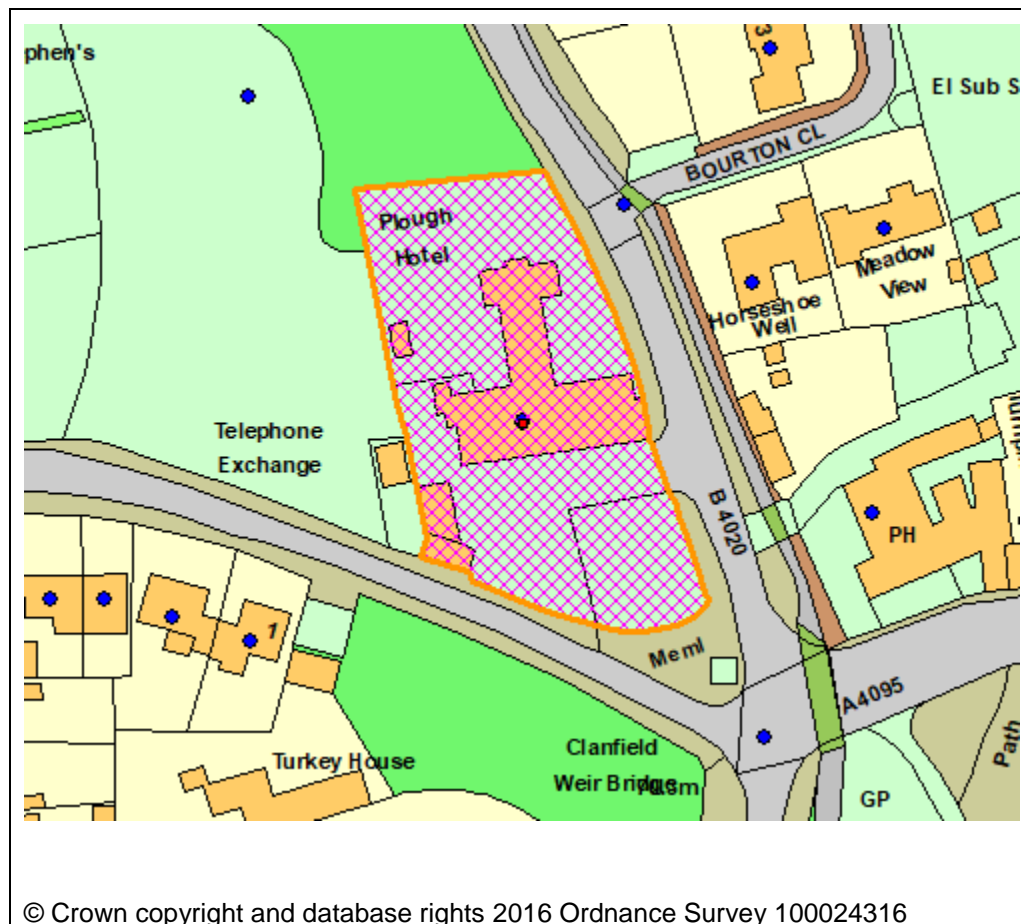 phen's
3
El Sub S
BOURTON CL
Plough
Hotel
Meadow
View
Horseshoe
Well
Telephone
Exchange
B 4020
PH
1
Meml
A4095
Path
Turkey House
Clanfield
Weir Bridge
GP
© Crown copyright and database rights 2016 Ordnance Survey 100024316